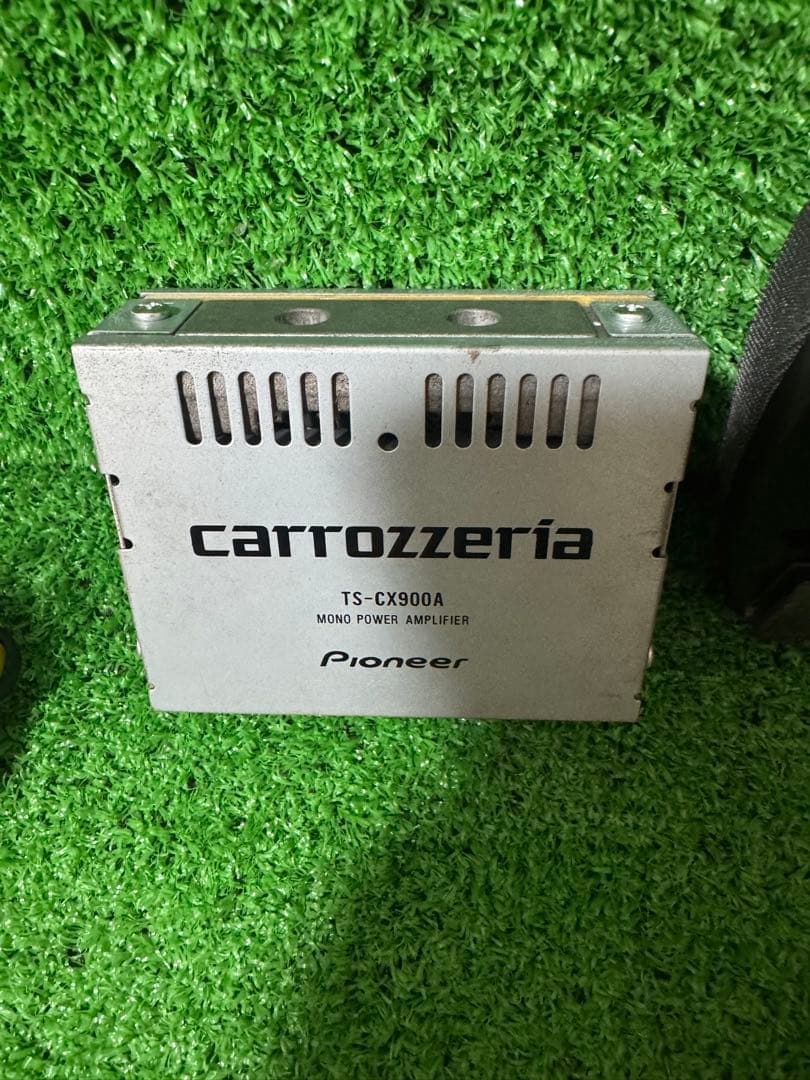 carrozzeria
TS-CX900A
MONO POWER AMPLIFIER
Pioneer